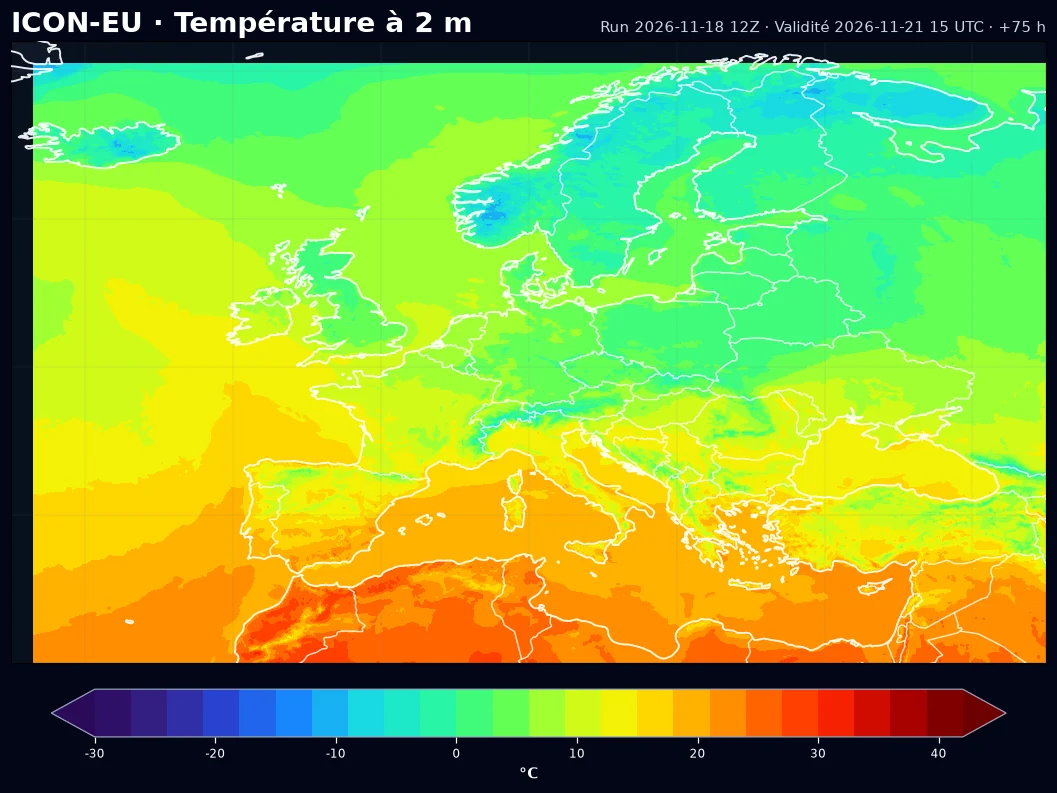 ICON-EU · Température à 2 m
Run 2026-11-18 12Z · Validité 2026-11-21 15 UTC · +75 h
-30 -20 -10 0 10 20 30 40
°C